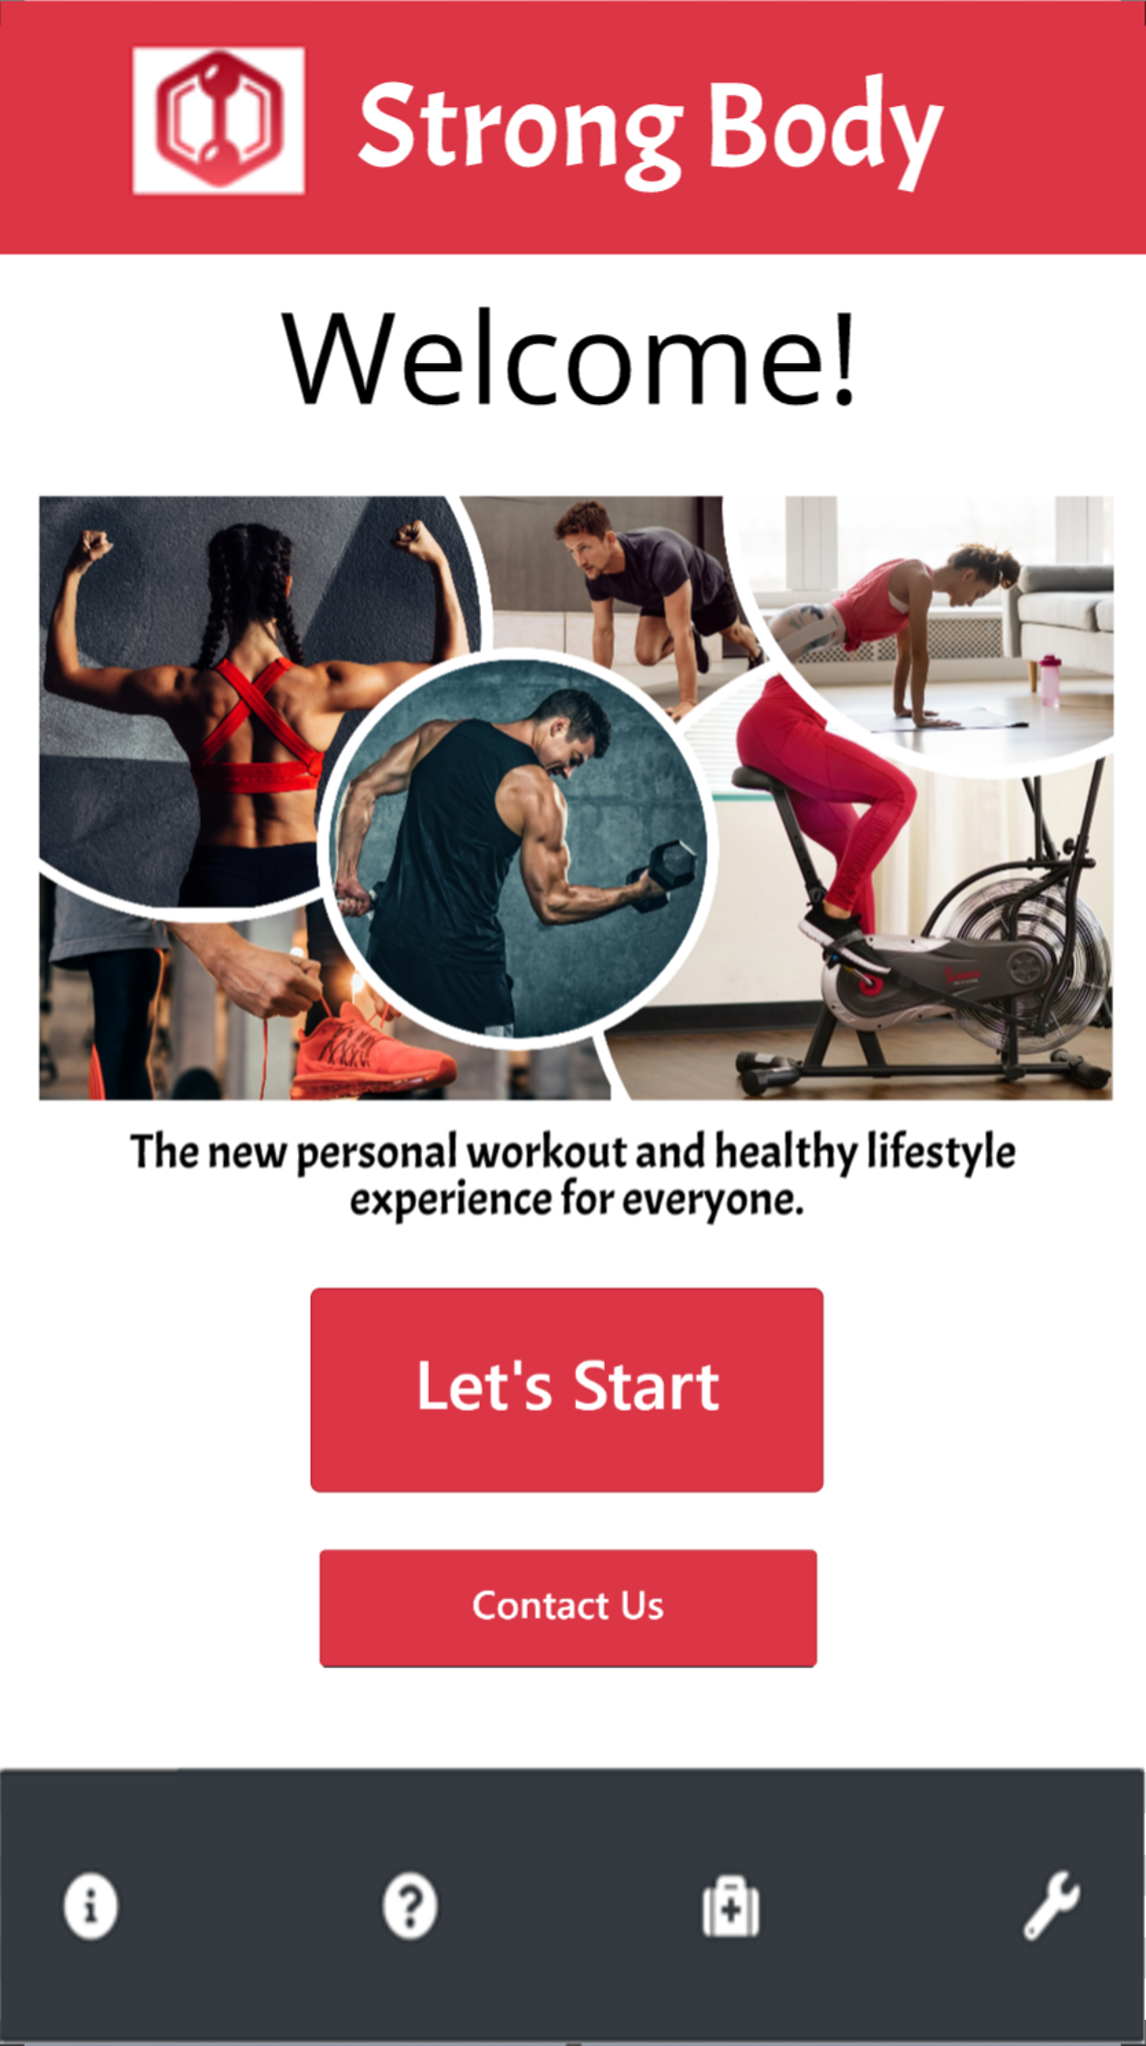 Strong Body
Welcome!
The new personal workout and healthy lifestyle
experience for everyone.
Let's Start
Contact Us